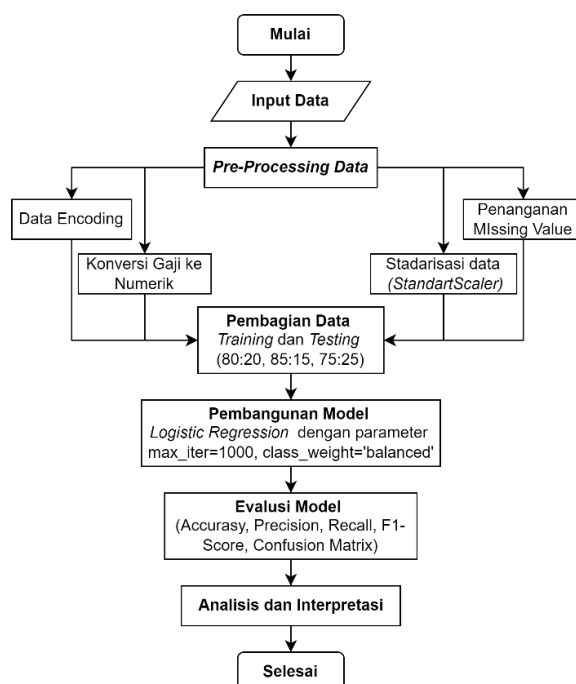 Mulai
Input Data
Pre-Processing Data
Data Encoding
Konversi Gaji ke
Numerik
Stadarisasi data
(StandartScaler)
Penanganan
MIssing Value
Pembagian Data
Training dan Testing
(80:20, 85:15, 75:25)
Pembangunan Model
Logistic Regression dengan parameter
max_iter=1000, class_weight='balanced'
Evalusi Model
(Accurasy, Precision, Recall, F1-
Score, Confusion Matrix)
Analisis dan Interpretasi
Selesai